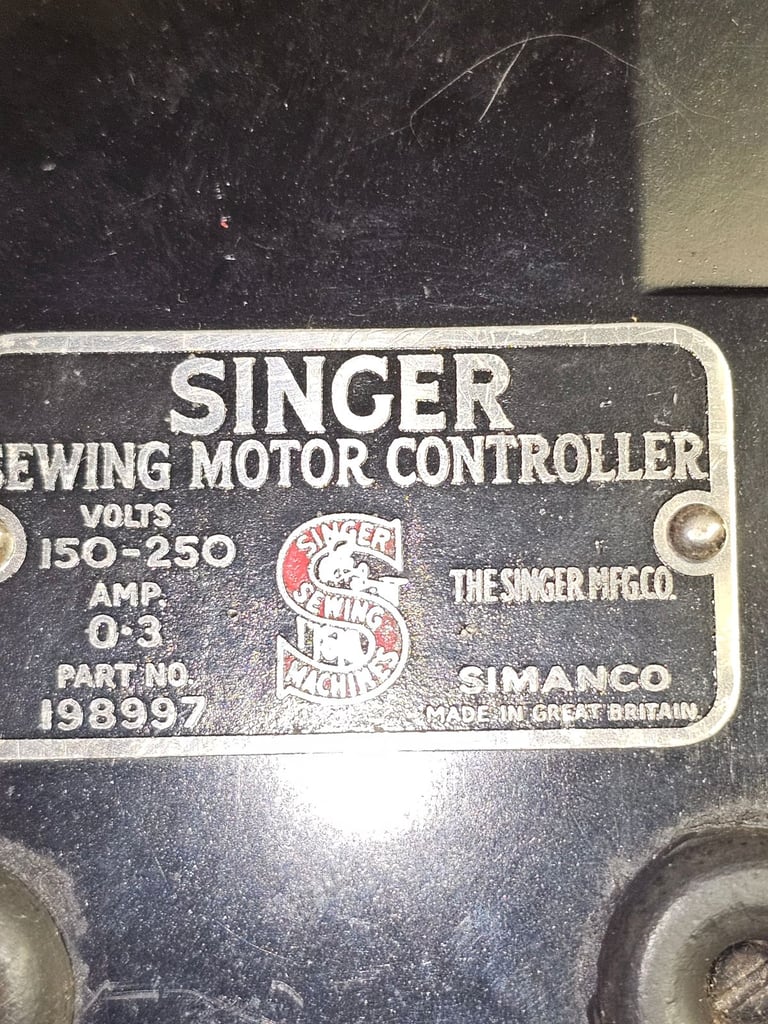 SINGER
SEWING MOTOR CONTROLLER
VOLTS
150-250
AMP.
0·3
PART NO.
198997
SINGER
SEWING
MACHINES
THE SINGER MFG.CO.
SIMANCO
MADE IN GREAT BRITAIN